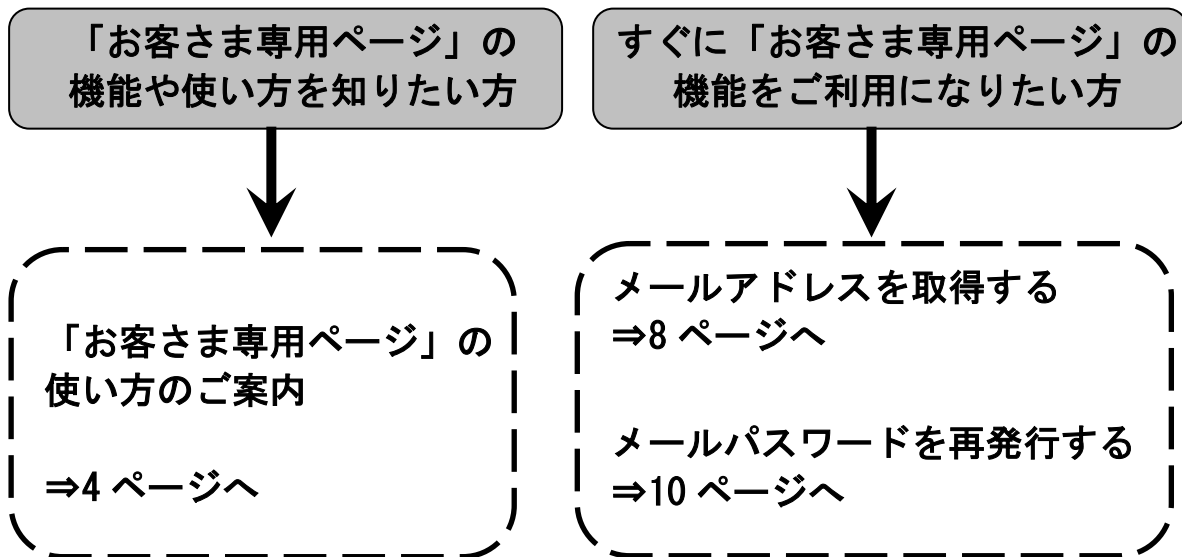 「お客さま専用ページ」の
機能や使い方を知りたい方
すぐに「お客さま専用ページ」の
機能をご利用になりたい方
「お客さま専用ページ」の
使い方のご案内
⇒4 ページへ
メールアドレスを取得する
⇒8 ページへ
メールパスワードを再発行する
⇒10 ページへ